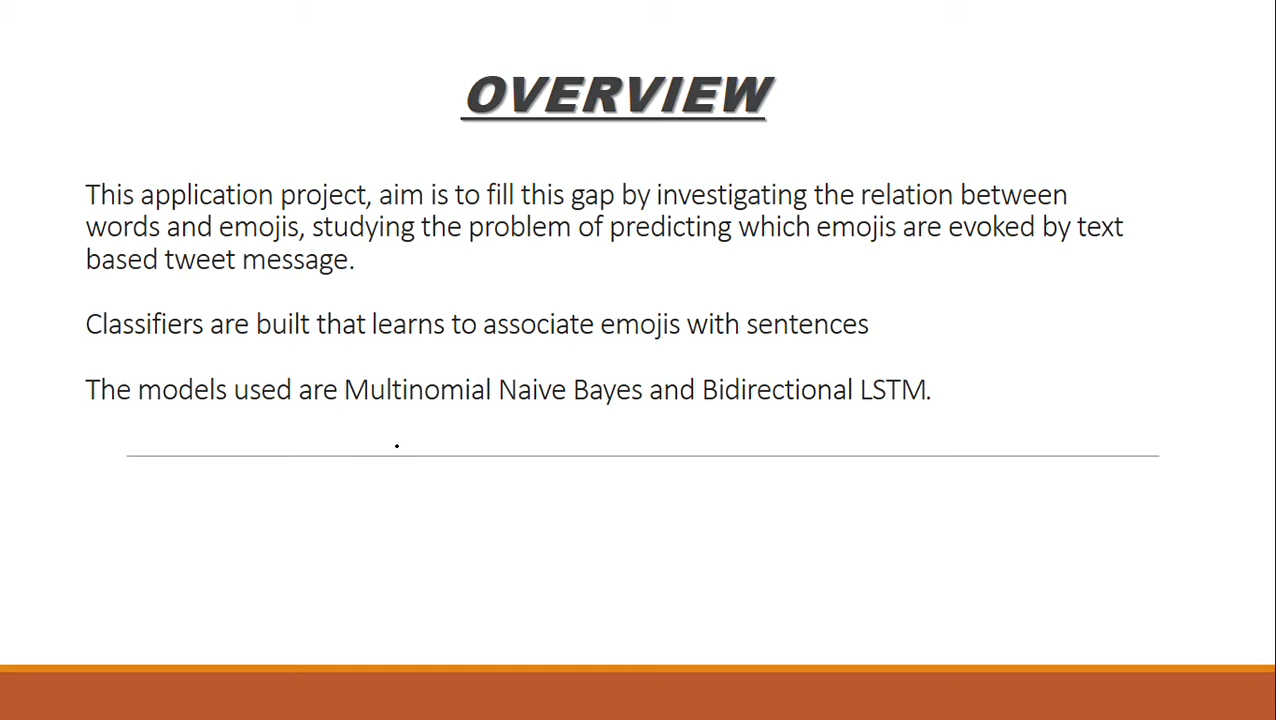 OVERVIEW
This application project, aim is to fill this gap by investigating the relation between
words and emojis, studying the problem of predicting which emojis are evoked by text
based tweet message.
Classifiers are built that learns to associate emojis with sentences
The models used are Multinomial Naive Bayes and Bidirectional LSTM.